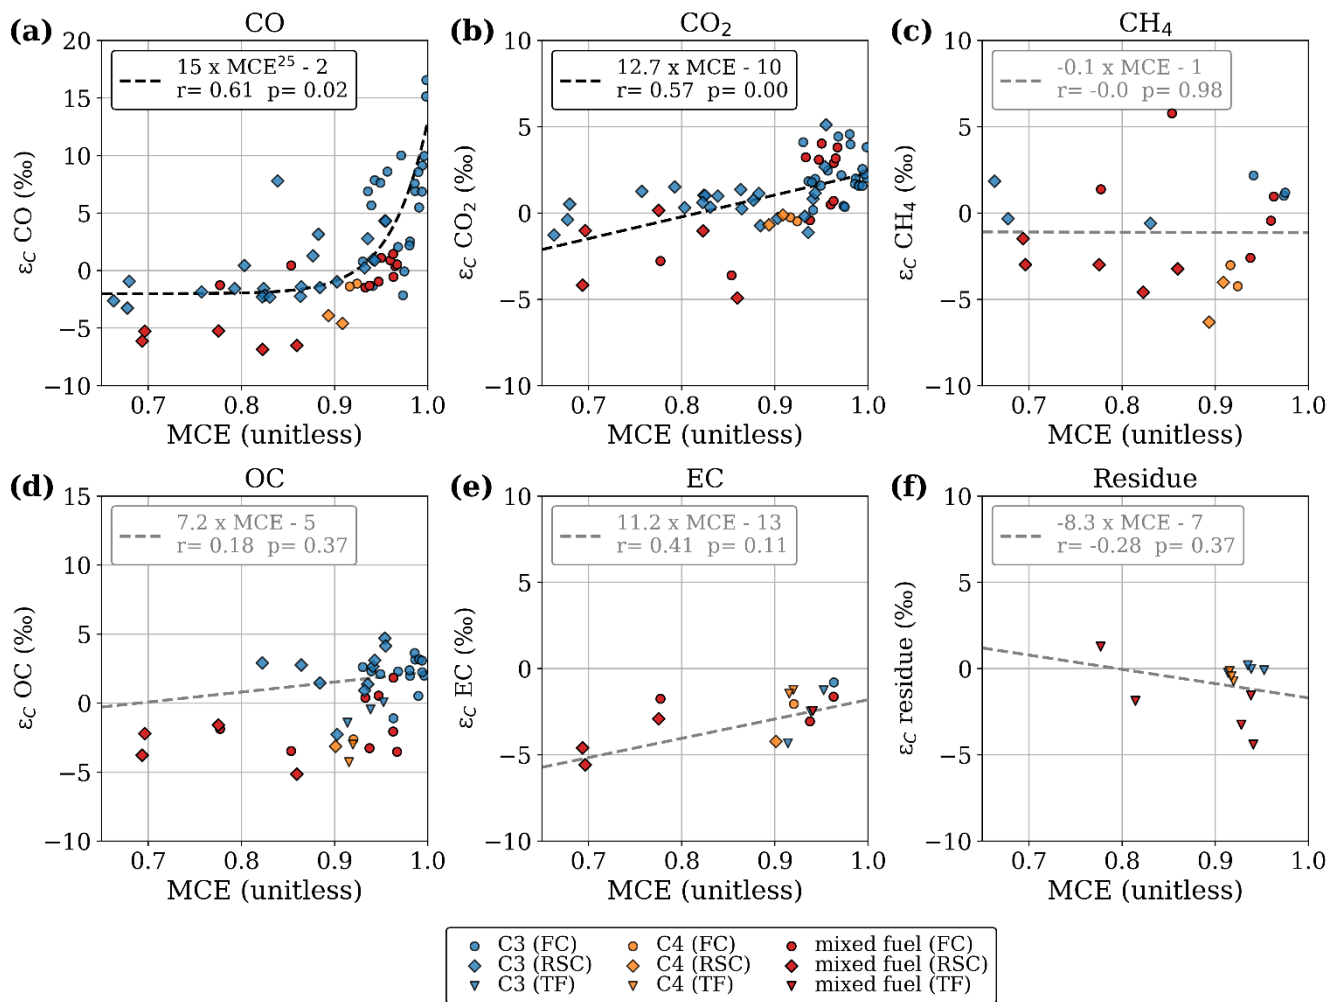 (a)
CO
15 x MCE²⁵ - 2
r= 0.61 p= 0.02
20
15
10
5
0
−5
−10
ε_C CO (‰)
0.7 0.8 0.9 1.0
MCE (unitless)
(b)
CO₂
12.7 x MCE - 10
r= 0.57 p= 0.00
10
5
0
−5
−10
ε_C CO₂ (‰)
0.7 0.8 0.9 1.0
MCE (unitless)
(c)
CH₄
-0.1 x MCE - 1
r= -0.0 p= 0.98
10
5
0
−5
−10
ε_C CH₄ (‰)
0.7 0.8 0.9 1.0
MCE (unitless)
(d)
OC
7.2 x MCE - 5
r= 0.18 p= 0.37
15
10
5
0
−5
−10
ε_C OC (‰)
0.7 0.8 0.9 1.0
MCE (unitless)
(e)
EC
11.2 x MCE - 13
r= 0.41 p= 0.11
10
5
0
−5
−10
ε_C EC (‰)
0.7 0.8 0.9 1.0
MCE (unitless)
(f)
Residue
-8.3 x MCE - 7
r= -0.28 p= 0.37
10
5
0
−5
−10
ε_C residue (‰)
0.7 0.8 0.9 1.0
MCE (unitless)
C3 (FC) C4 (FC) mixed fuel (FC)
C3 (RSC) C4 (RSC) mixed fuel (RSC)
C3 (TF) C4 (TF) mixed fuel (TF)